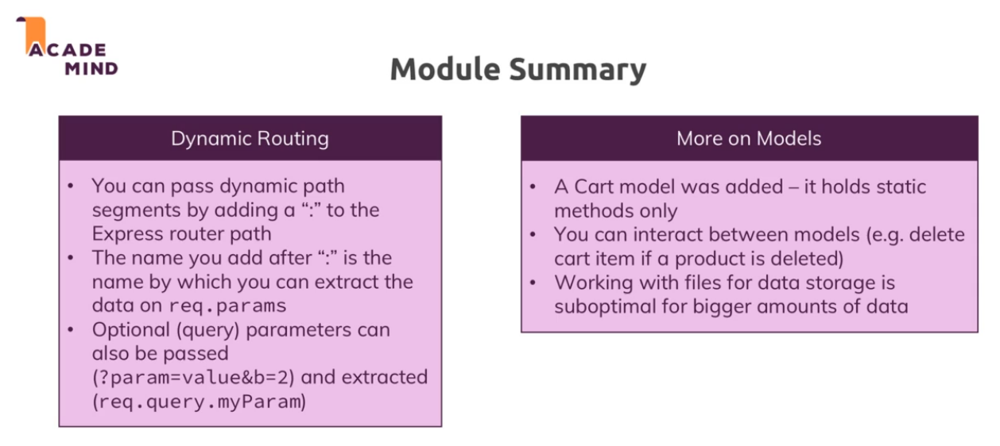 ACADE
MIND
Module Summary
Dynamic Routing
• You can pass dynamic path
segments by adding a “:” to the
Express router path
• The name you add after “:” is the
name by which you can extract the
data on req.params
• Optional (query) parameters can
also be passed
(?param=value&b=2) and extracted
(req.query.myParam)
More on Models
• A Cart model was added – it holds static
methods only
• You can interact between models (e.g. delete
cart item if a product is deleted)
• Working with files for data storage is
suboptimal for bigger amounts of data